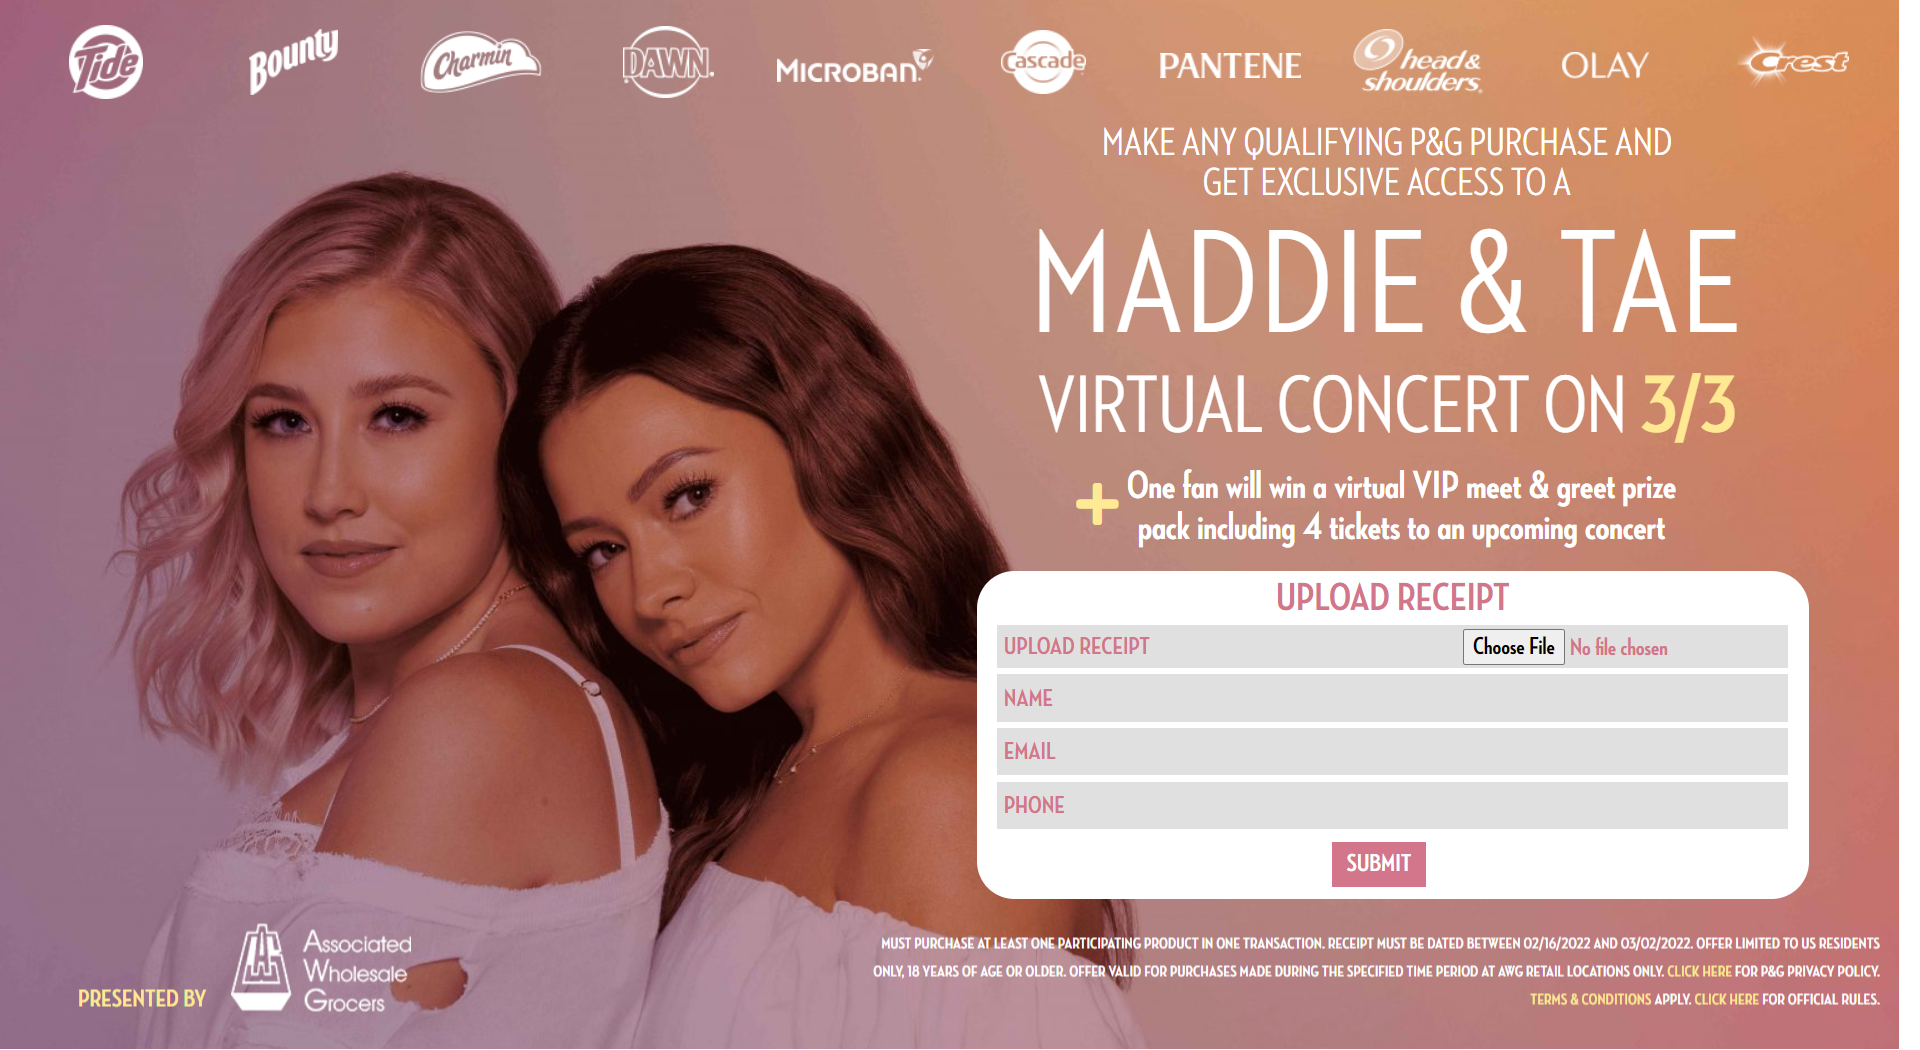 Tide
Bounty
Charmin
DAWN
MICROBAN
Cascade
PANTENE
head &
shoulders
OLAY
Crest
MAKE ANY QUALIFYING P&G PURCHASE AND
GET EXCLUSIVE ACCESS TO A
MADDIE & TAE
VIRTUAL CONCERT ON 3/3
+ One fan will win a virtual VIP meet & greet prize
pack including 4 tickets to an upcoming concert
UPLOAD RECEIPT
UPLOAD RECEIPT Choose File No file chosen
NAME
EMAIL
PHONE
SUBMIT
MUST PURCHASE AT LEAST ONE PARTICIPATING PRODUCT IN ONE TRANSACTION. RECEIPT MUST BE DATED BETWEEN 02/16/2022 AND 03/02/2022. OFFER LIMITED TO US RESIDENTS
ONLY, 18 YEARS OF AGE OR OLDER. OFFER VALID FOR PURCHASES MADE DURING THE SPECIFIED TIME PERIOD AT AWG RETAIL LOCATIONS ONLY. CLICK HERE FOR P&G PRIVACY POLICY.
TERMS & CONDITIONS APPLY. CLICK HERE FOR OFFICIAL RULES.
PRESENTED BY
AWG
Associated
Wholesale
Grocers